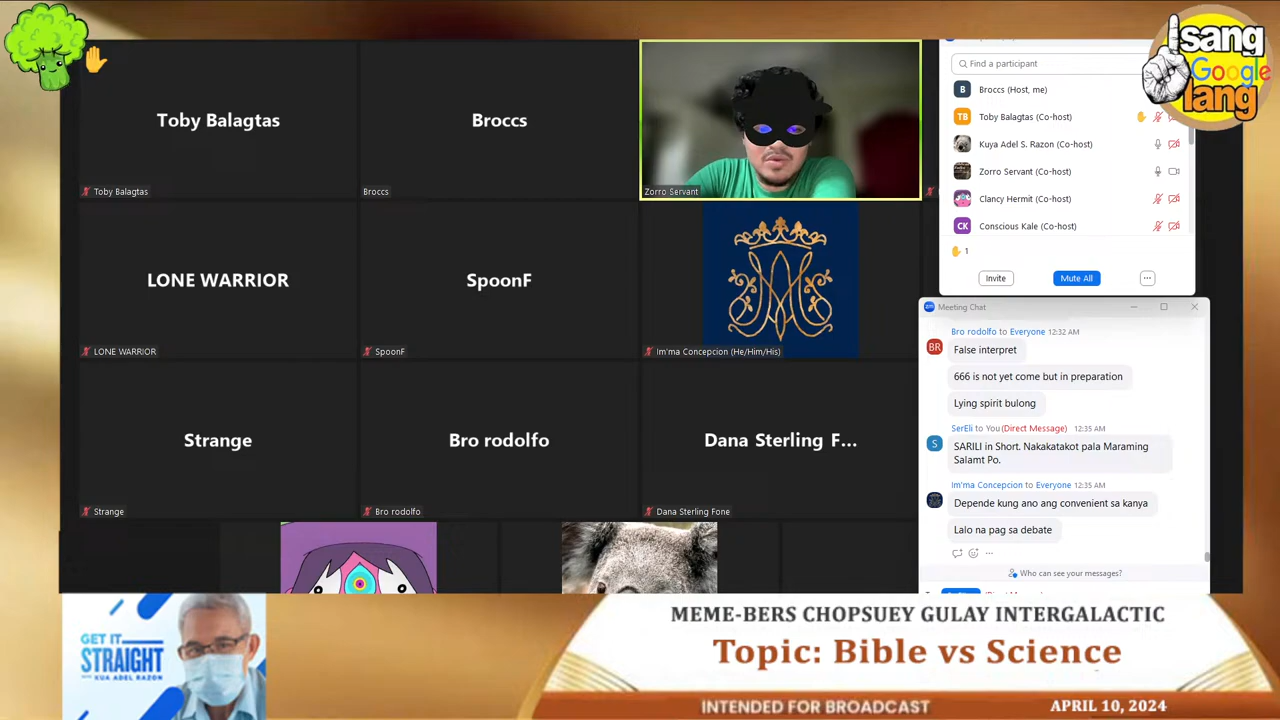 Isang
Google
lang
Toby Balagtas
Toby Balagtas
Broccs
Broccs
Zorro Servant
LONE WARRIOR
LONE WARRIOR
SpoonF
SpoonF
Im'ma Concepcion (He/Him/His)
Strange
Strange
Bro rodolfo
Bro rodolfo
Dana Sterling F...
Dana Sterling Fone
Find a participant
B
Broccs (Host, me)
TB
Toby Balagtas (Co-host)
Kuya Adel S. Razon (Co-host)
Zorro Servant (Co-host)
Clancy Hermit (Co-host)
CK
Conscious Kale (Co-host)
1
Invite
Mute All
...
zm
Meeting Chat
Bro rodolfo to Everyone 12:32 AM
BR
False interpret
666 is not yet come but in preparation
Lying spirit bulong
SerEli to You (Direct Message) 12:35 AM
S
SARILI in Short. Nakakatakot pala Maraming
Salamt Po.
Im'ma Concepcion to Everyone 12:35 AM
Depende kung ano ang convenient sa kanya
Lalo na pag sa debate
...
Who can see your messages?
GET IT
STRAIGHT
WITH KUYA ADEL RAZON
MEME-BERS CHOPSUEY GULAY INTERGALACTIC
Topic: Bible vs Science
INTENDED FOR BROADCAST
APRIL 10, 2024